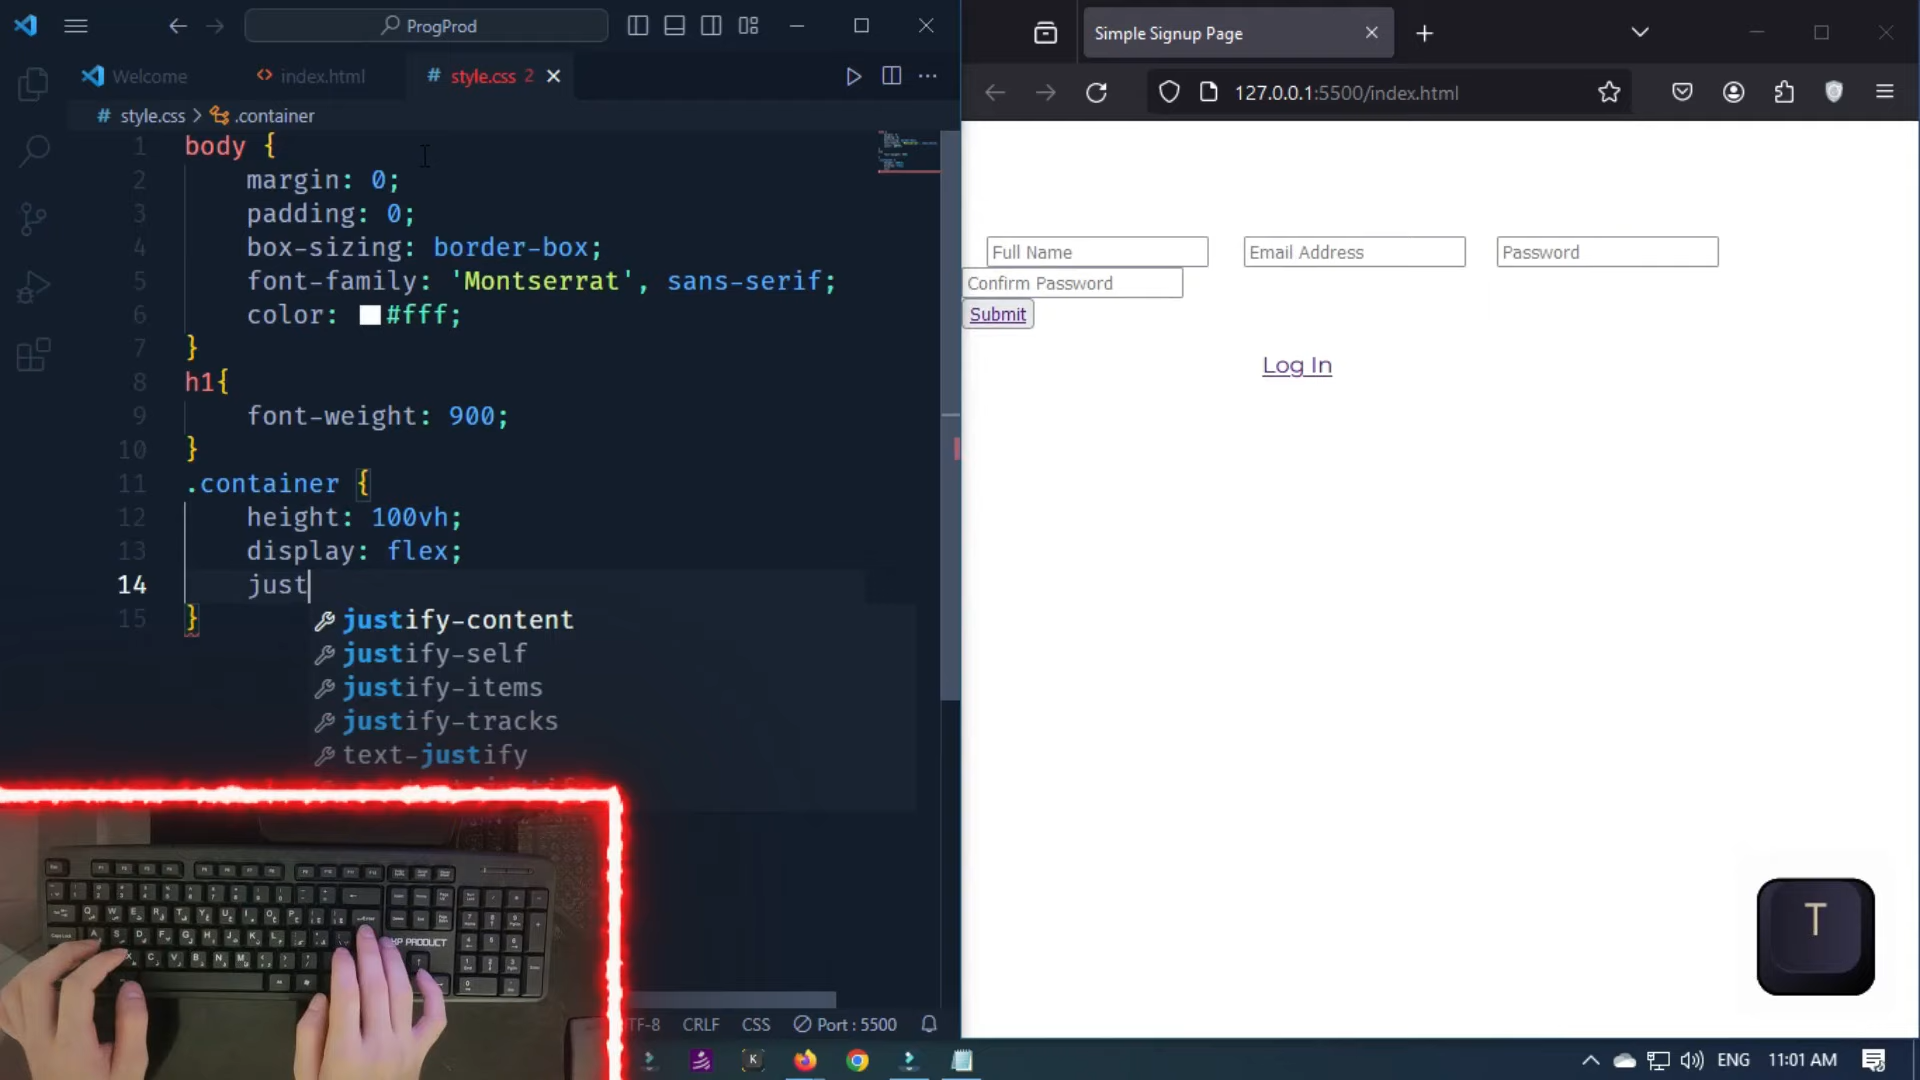 ProgProd
Welcome
index.html
# style.css 2
# style.css > .container
1 body {
2 margin: 0;
3 padding: 0;
4 box-sizing: border-box;
5 font-family: 'Montserrat', sans-serif;
6 color: #fff;
7 }
8 h1{
9 font-weight: 900;
10 }
11 .container {
12 height: 100vh;
13 display: flex;
14 just
15 }
justify-content
justify-self
justify-items
justify-tracks
text-justify
CRLF CSS Port : 5500
Simple Signup Page
127.0.0.1:5500/index.html
Full Name Email Address Password
Confirm Password
Submit
Log In
T
XP PRODUCT
K
ENG 11:01 AM